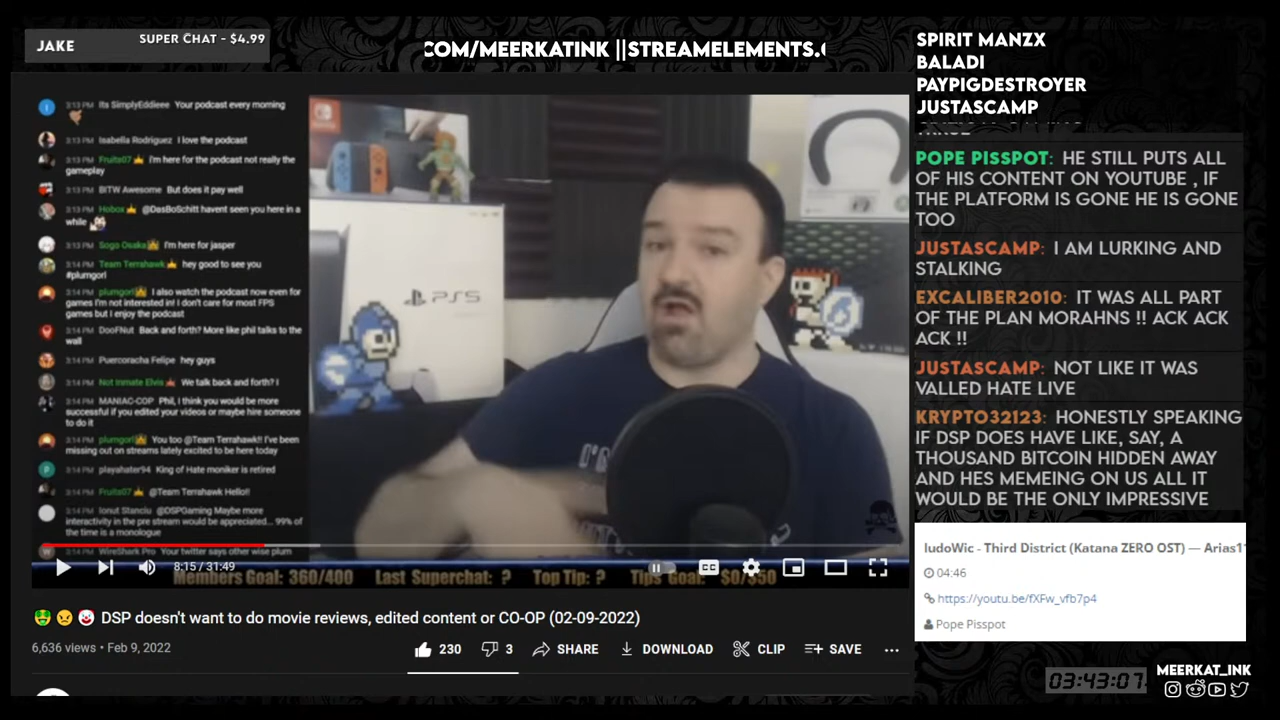 JAKE
SUPER CHAT - $4.99
COM/MEERKATINK ||STREAMELEMENTS.
SPIRIT MANZX
BALADI
PAYPIGDESTROYER
JUSTASCAMP
3:13 PM Its SimplyEddieee Your podcast every morning
3:13 PM Isabella Rodriguez I love the podcast
3:13 PM Fruits07 I'm here for the podcast not really the
gameplay
3:13 PM BITW Awesome But does it pay well
3:13 PM Hobox @DasBoSchitt havent seen you here in a
while
3:14 PM Sogo Osaka I'm here for jasper
3:14 PM Team Terrahawk hey good to see you
#plumgorl
3:14 PM plumgorl I also watch the podcast now even for
games I'm not interested in! I don't care for most FPS
games but I enjoy the podcast
3:14 PM DooFNut Back and forth? More like phil talks to the
wall
3:14 PM Puercoracha Felipe hey guys
3:14 PM Not Inmate Elvis We talk back and forth? I
3:14 PM MANIAC-COP Phil, I think you would be more
successful if you edited your videos or maybe hire someone
to do it
3:14 PM plumgorl You too @Team Terrahawk!! I've been
missing out on streams lately excited to be here today
3:14 PM playahater94 King of Hate moniker is retired
3:14 PM Fruits07 @Team Terrahawk Hello!!
3:14 PM Ionut Stanciu @DSPGaming Maybe more
interactivity in the pre stream would be appreciated... 99% of
the time is a monologue
3:14 PM WireShark Pro Your twitter says other wise plum
PS5
I'M
8:15 / 31:49
CC
Members Goal: 360/400 Last Superchat: ? Top Tip: ? Tips Goal: $0/$50
🤑 😠 🤡 DSP doesn't want to do movie reviews, edited content or CO-OP (02-09-2022)
6,636 views • Feb 9, 2022
230
3
SHARE
DOWNLOAD
CLIP
SAVE
POPE PISSPOT: HE STILL PUTS ALL
OF HIS CONTENT ON YOUTUBE , IF
THE PLATFORM IS GONE HE IS GONE
TOO
JUSTASCAMP: I AM LURKING AND
STALKING
EXCALIBER2010: IT WAS ALL PART
OF THE PLAN MORAHNS !! ACK ACK
ACK !!
JUSTASCAMP: NOT LIKE IT WAS
VALLED HATE LIVE
KRYPTO32123: HONESTLY SPEAKING
IF DSP DOES HAVE LIKE, SAY, A
THOUSAND BITCOIN HIDDEN AWAY
AND HES MEMEING ON US ALL IT
WOULD BE THE ONLY IMPRESSIVE
ludoWic - Third District (Katana ZERO OST) — Arias1
04:46
https://youtu.be/fXFw_vfb7p4
Pope Pisspot
03:43:07
MEERKAT_INK